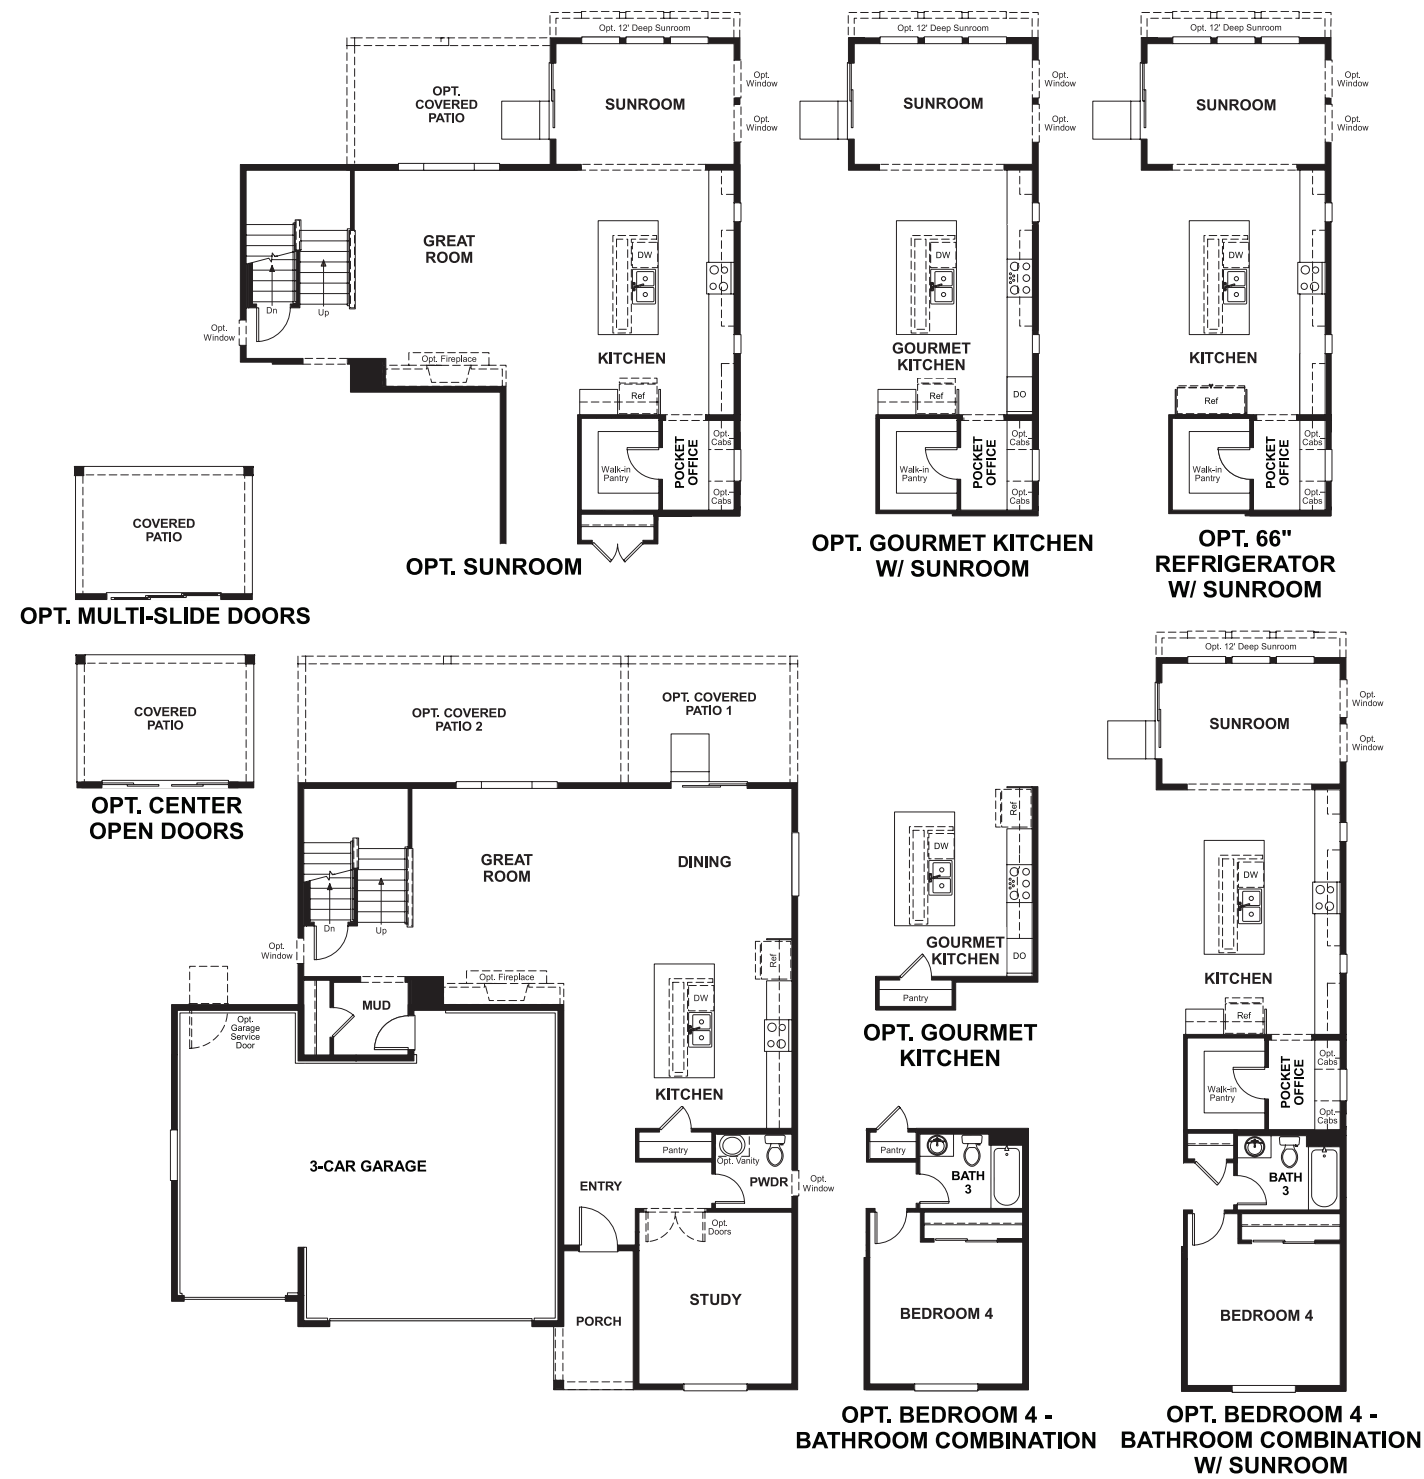 Opt. 12' Deep Sunroom
OPT.
COVERED
PATIO
SUNROOM
Opt.
Window
Opt.
Window
GREAT
ROOM
DW
Dn
Up
Opt.
Window
Opt. Fireplace
KITCHEN
Ref
Walk-in
Pantry
POCKET
OFFICE
Opt.
Cabs
Opt.
Cabs
OPT. SUNROOM
Opt. 12' Deep Sunroom
SUNROOM
Opt.
Window
Opt.
Window
DW
GOURMET
KITCHEN
Ref
DO
Walk-in
Pantry
POCKET
OFFICE
Opt.
Cabs
Opt.
Cabs
OPT. GOURMET KITCHEN
W/ SUNROOM
Opt. 12' Deep Sunroom
SUNROOM
Opt.
Window
Opt.
Window
DW
KITCHEN
Ref
Walk-in
Pantry
POCKET
OFFICE
Opt.
Cabs
Opt.
Cabs
OPT. 66"
REFRIGERATOR
W/ SUNROOM
COVERED
PATIO
OPT. MULTI-SLIDE DOORS
COVERED
PATIO
OPT. CENTER
OPEN DOORS
OPT. COVERED
PATIO 2
OPT. COVERED
PATIO 1
GREAT
ROOM
DINING
Dn
Up
Opt.
Window
Opt. Fireplace
Ref
DW
MUD
Opt.
Garage
Service
Door
KITCHEN
Pantry
Opt. Vanity
PWDR
Opt.
Window
3-CAR GARAGE
ENTRY
Opt.
Doors
STUDY
PORCH
Ref
DW
GOURMET
KITCHEN
DO
Pantry
OPT. GOURMET
KITCHEN
Pantry
BATH
3
BEDROOM 4
OPT. BEDROOM 4 -
BATHROOM COMBINATION
Opt. 12' Deep Sunroom
SUNROOM
Opt.
Window
Opt.
Window
DW
KITCHEN
Ref
Walk-in
Pantry
POCKET
OFFICE
Opt.
Cabs
Opt.
Cabs
BATH
3
BEDROOM 4
OPT. BEDROOM 4 -
BATHROOM COMBINATION
W/ SUNROOM